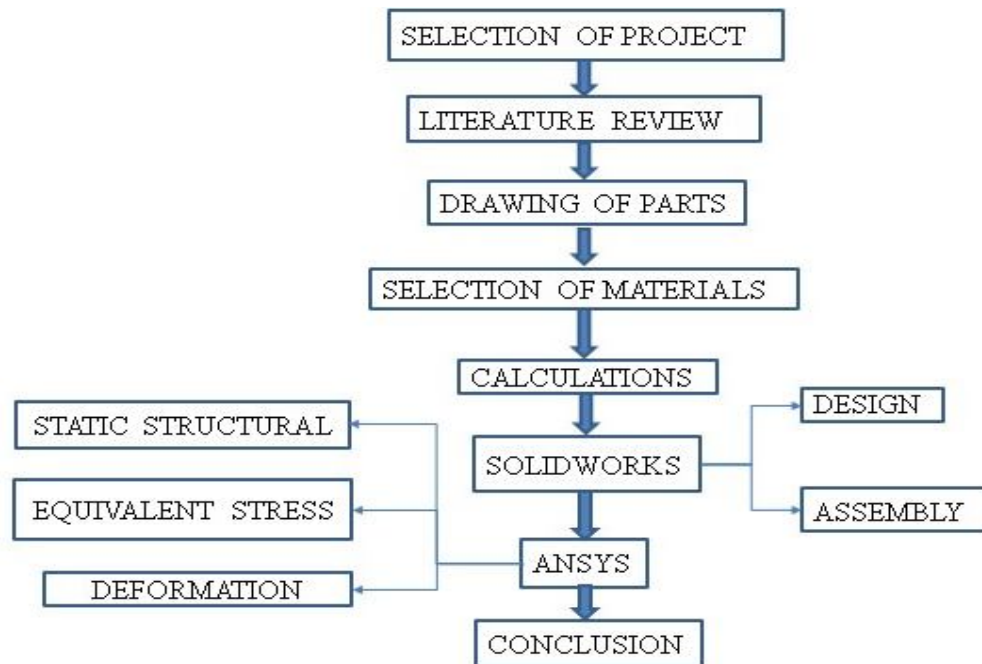 SELECTION OF PROJECT
LITERATURE REVIEW
DRAWING OF PARTS
SELECTION OF MATERIALS
CALCULATIONS
DESIGN
STATIC STRUCTURAL
SOLIDWORKS
EQUIVALENT STRESS
ASSEMBLY
ANSYS
DEFORMATION
CONCLUSION